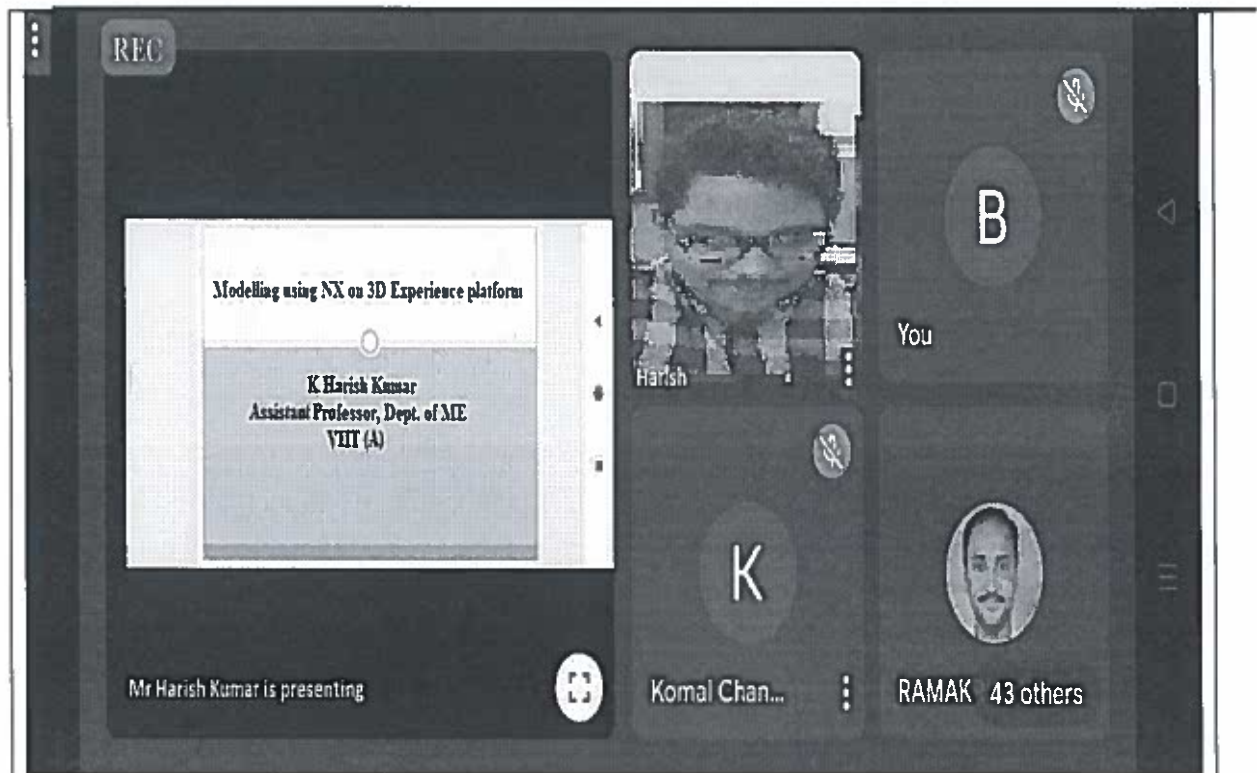 REC
Modelling using NX on 3D Experience platform
K Harish Kumar
Assistant Professor, Dept. of ME
VIIT (A)
Mr Harish Kumar is presenting
Harish
B
You
K
Komal Chan...
RAMAK 43 others